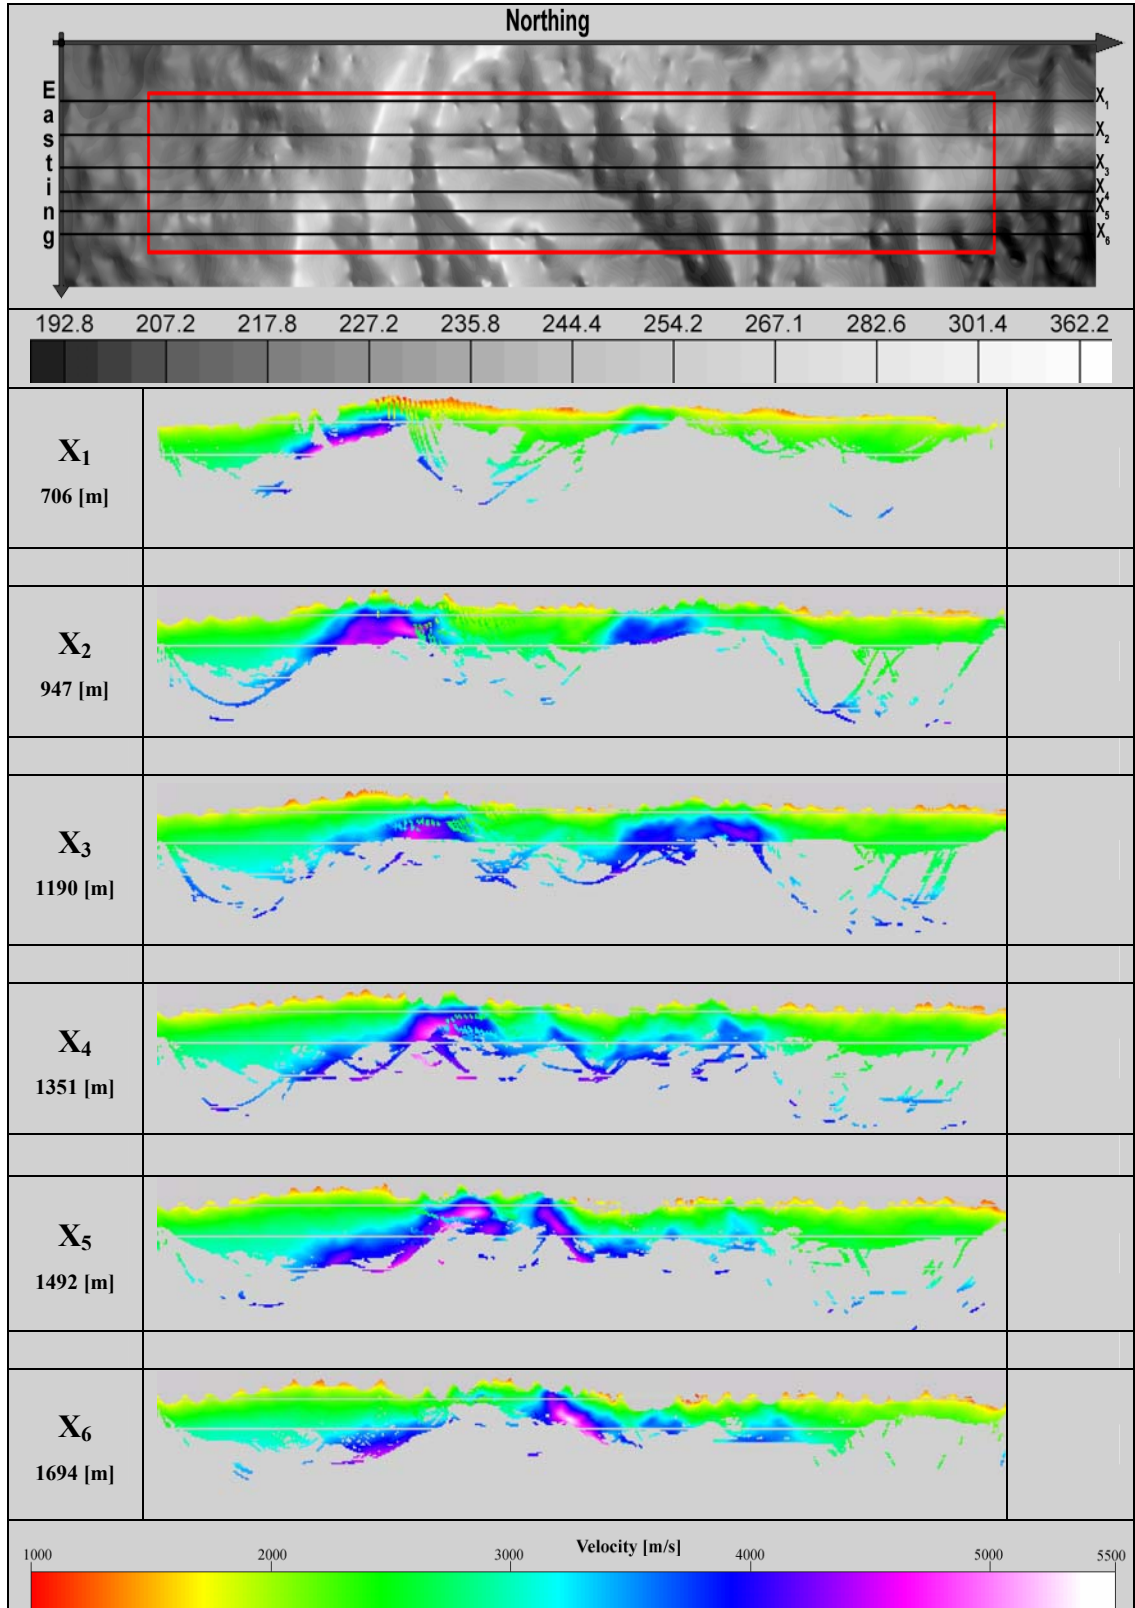 Northing
Easting
X₁
X₂
X₃
X₄
X₅
X₆
192.8 207.2 217.8 227.2 235.8 244.4 254.2 267.1 282.6 301.4 362.2
X₁
706 [m]
X₂
947 [m]
X₃
1190 [m]
X₄
1351 [m]
X₅
1492 [m]
X₆
1694 [m]
Velocity [m/s]
1000 2000 3000 4000 5000 5500